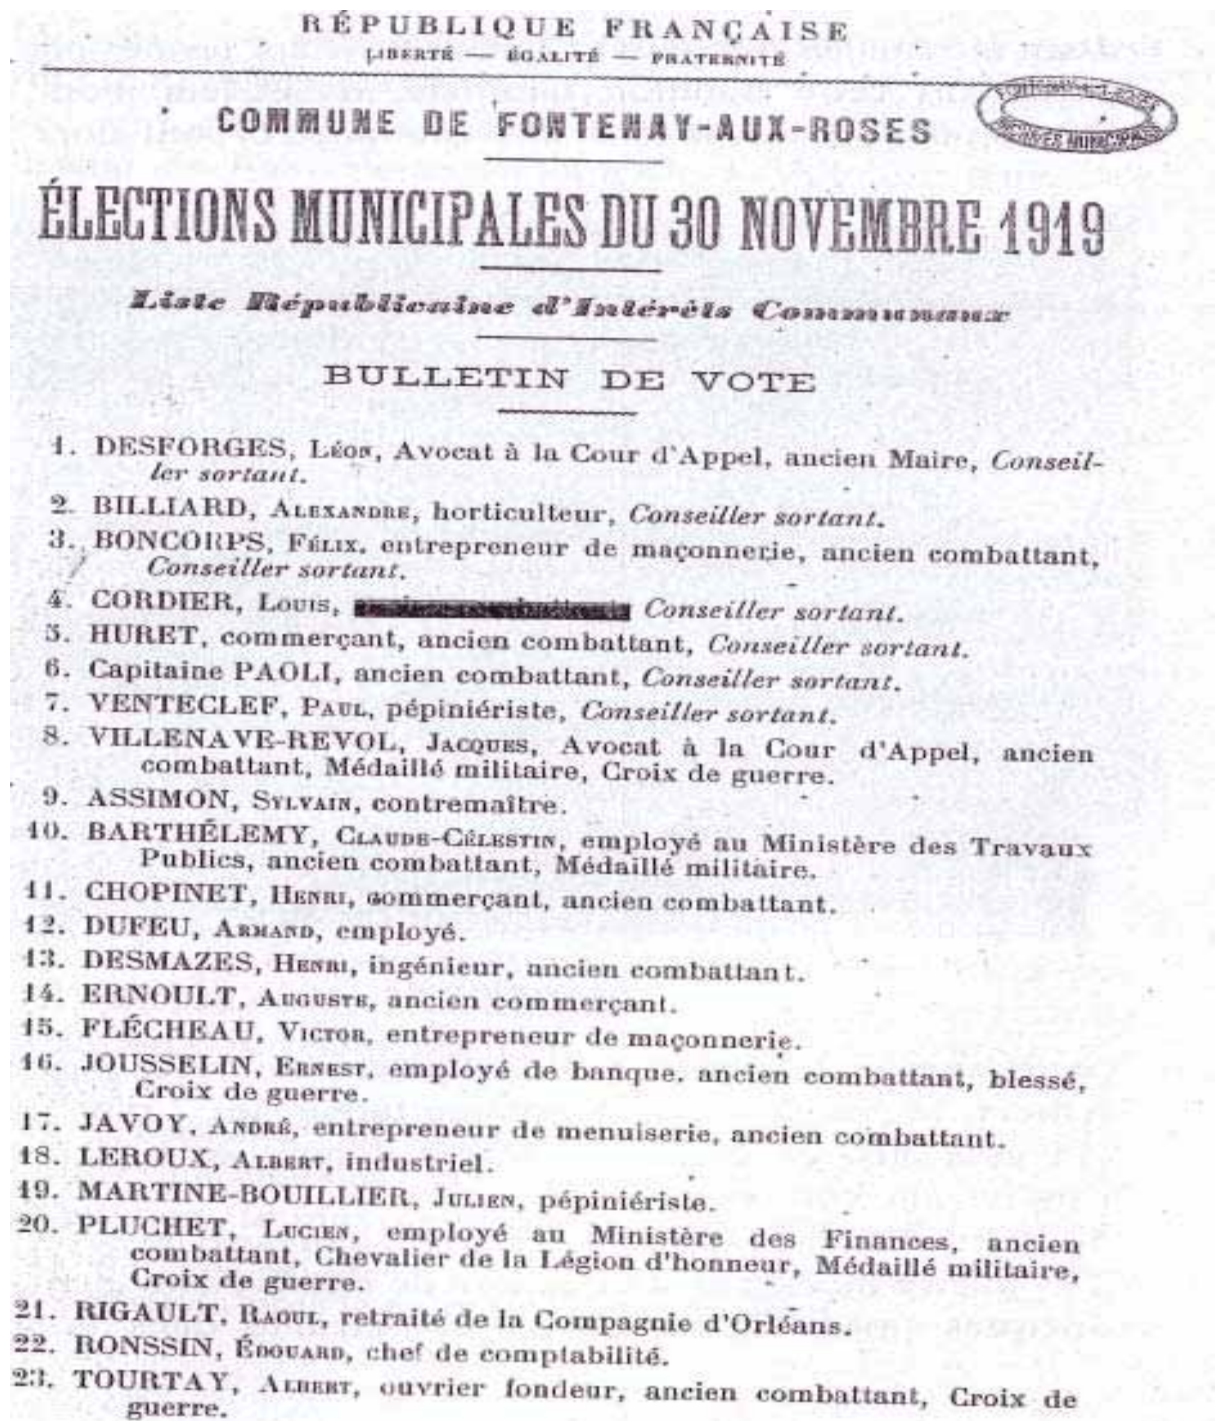 RÉPUBLIQUE FRANÇAISE
LIBERTÉ — ÉGALITÉ — FRATERNITÉ
COMMUNE DE FONTENAY-AUX-ROSES
FONTENAY-AUX-ROSES
ARCHIVES MUNICIPALES
ÉLECTIONS MUNICIPALES DU 30 NOVEMBRE 1919
Liste Républicaine d'Intérêts Communaux
BULLETIN DE VOTE
1. DESFORGES, Léon, Avocat à la Cour d'Appel, ancien Maire, Conseil-
ler sortant.
2. BILLIARD, Alexandre, horticulteur, Conseiller sortant.
3. BONCORPS, Félix, entrepreneur de maçonnerie, ancien combattant,
Conseiller sortant.
4. CORDIER, Louis, Conseiller sortant.
5. HURET, commerçant, ancien combattant, Conseiller sortant.
6. Capitaine PAOLI, ancien combattant, Conseiller sortant.
7. VENTECLEF, Paul, pépiniériste, Conseiller sortant.
8. VILLENAVE-REVOL, Jacques, Avocat à la Cour d'Appel, ancien
combattant, Médaillé militaire, Croix de guerre.
9. ASSIMON, Sylvain, contremaître.
10. BARTHÉLEMY, Claude-Célestin, employé au Ministère des Travaux
Publics, ancien combattant, Médaillé militaire.
11. CHOPINET, Henri, commerçant, ancien combattant.
12. DUFEU, Armand, employé.
13. DESMAZES, Henri, ingénieur, ancien combattant.
14. ERNOULT, Auguste, ancien commerçant.
15. FLÉCHEAU, Victor, entrepreneur de maçonnerie.
16. JOUSSELIN, Ernest, employé de banque, ancien combattant, blessé,
Croix de guerre.
17. JAVOY, André, entrepreneur de menuiserie, ancien combattant.
18. LEROUX, Albert, industriel.
19. MARTINE-BOUILLIER, Julien, pépiniériste.
20. PLUCHET, Lucien, employé au Ministère des Finances, ancien
combattant, Chevalier de la Légion d'honneur, Médaillé militaire,
Croix de guerre.
21. RIGAULT, Raoul, retraité de la Compagnie d'Orléans.
22. RONSSIN, Édouard, chef de comptabilité.
23. TOURTAY, Albert, ouvrier fondeur, ancien combattant, Croix de
guerre.